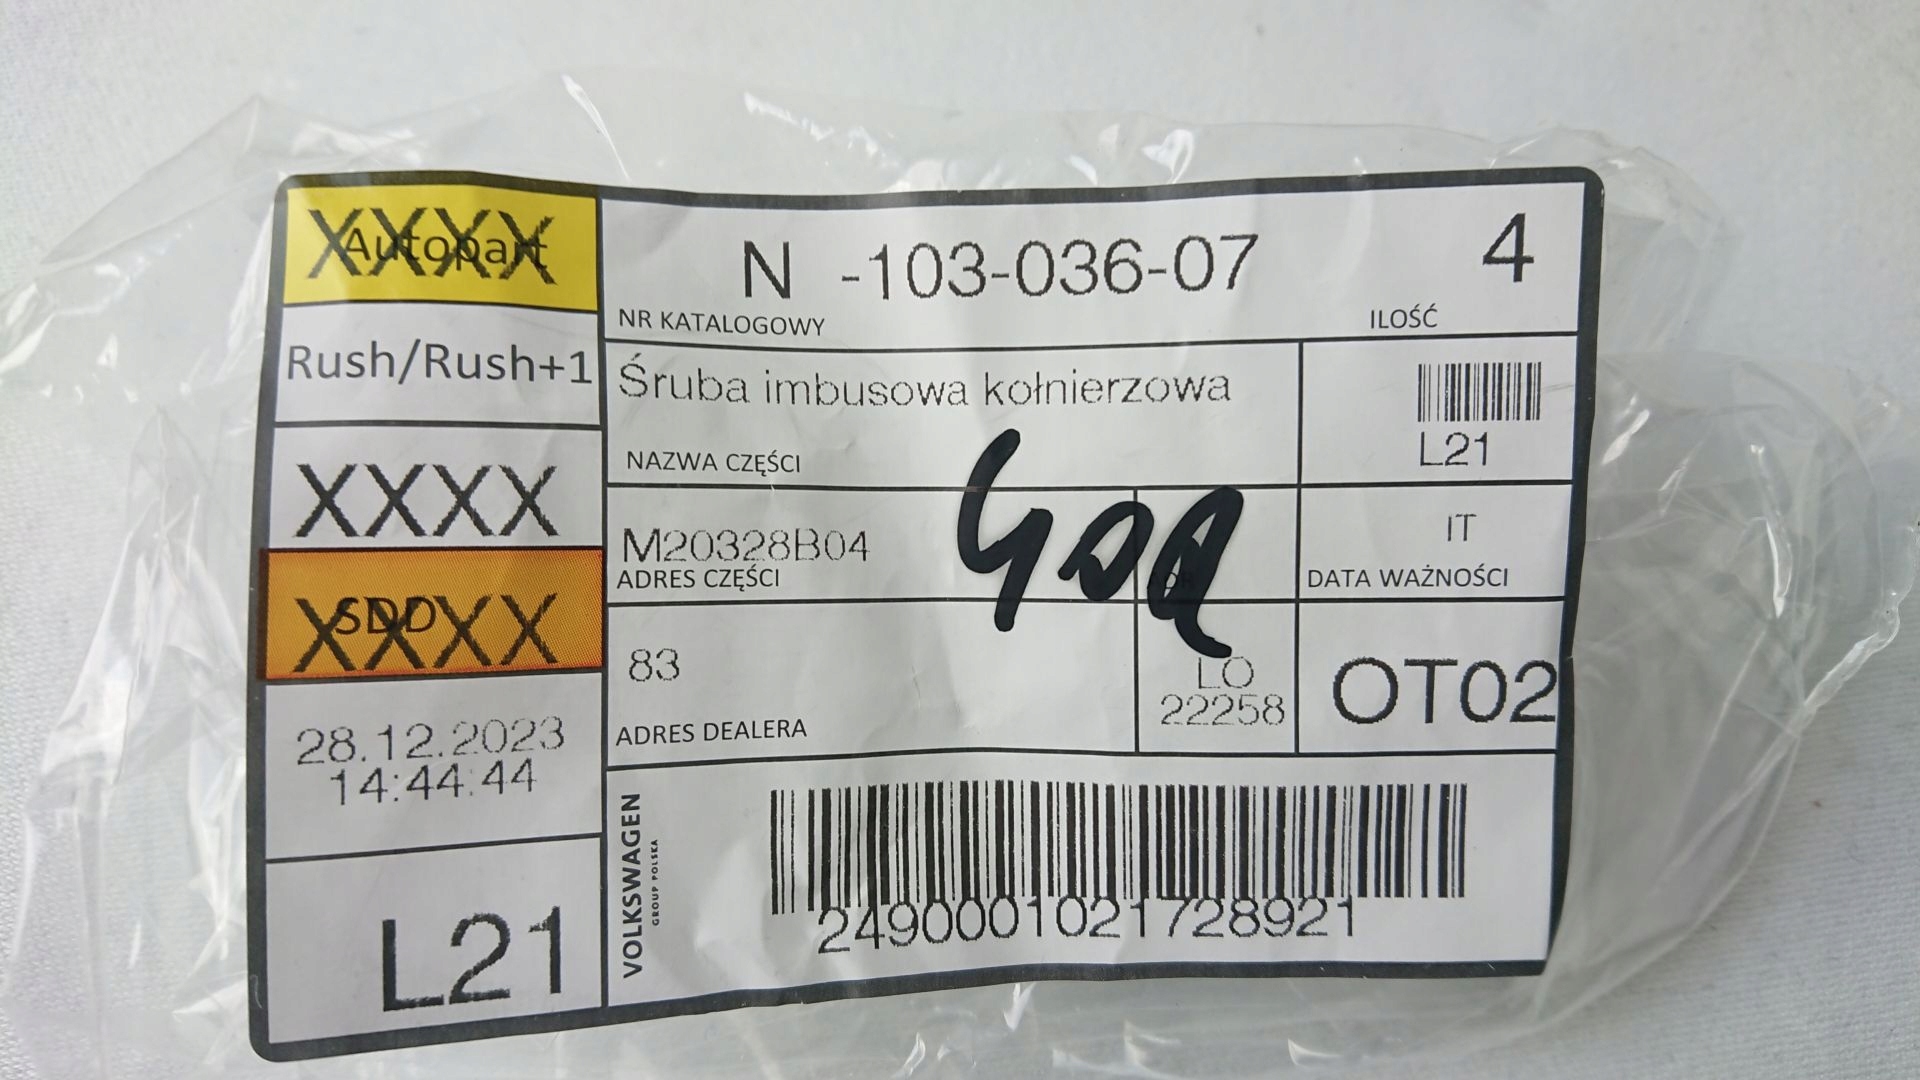 Autopart
XXXX
Rush/Rush+1
XXXX
SDD
XXXX
28.12.2023
14:44:44
L21
N -103-036-07
NR KATALOGOWY
4
ILOŚĆ
Śruba imbusowa kołnierzowa
NAZWA CZĘŚCI
L21
M20328B04
ADRES CZĘŚCI
IT
DATA WAŻNOŚCI
83
ADRES DEALERA
LO
22258
OT02
VOLKSWAGEN
GROUP POLSKA
2490001021728921